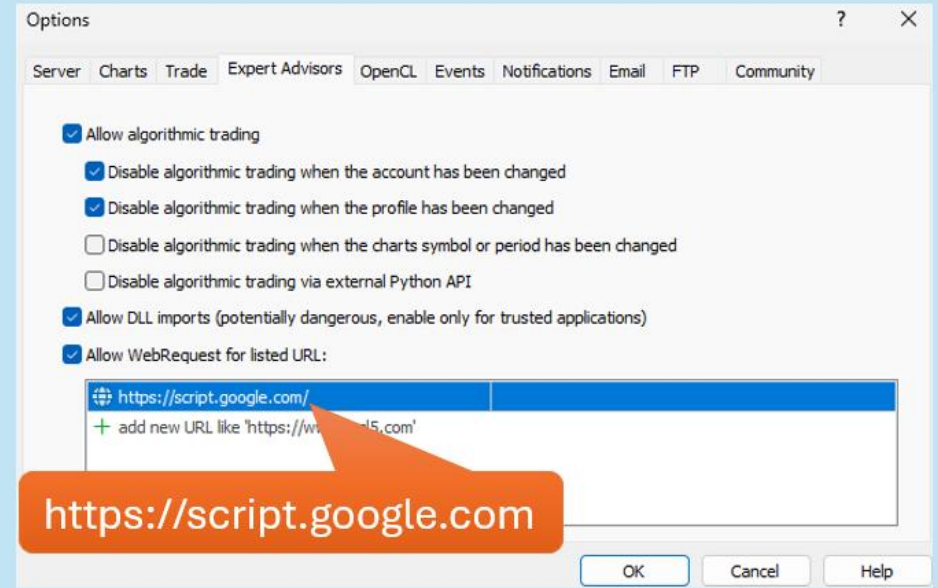 Options ? ×
Server Charts Trade Expert Advisors OpenCL Events Notifications Email FTP Community
Allow algorithmic trading
Disable algorithmic trading when the account has been changed
Disable algorithmic trading when the profile has been changed
Disable algorithmic trading when the charts symbol or period has been changed
Disable algorithmic trading via external Python API
Allow DLL imports (potentially dangerous, enable only for trusted applications)
Allow WebRequest for listed URL:
https://script.google.com/
+ add new URL like 'https://
https://script.google.com
OK Cancel Help